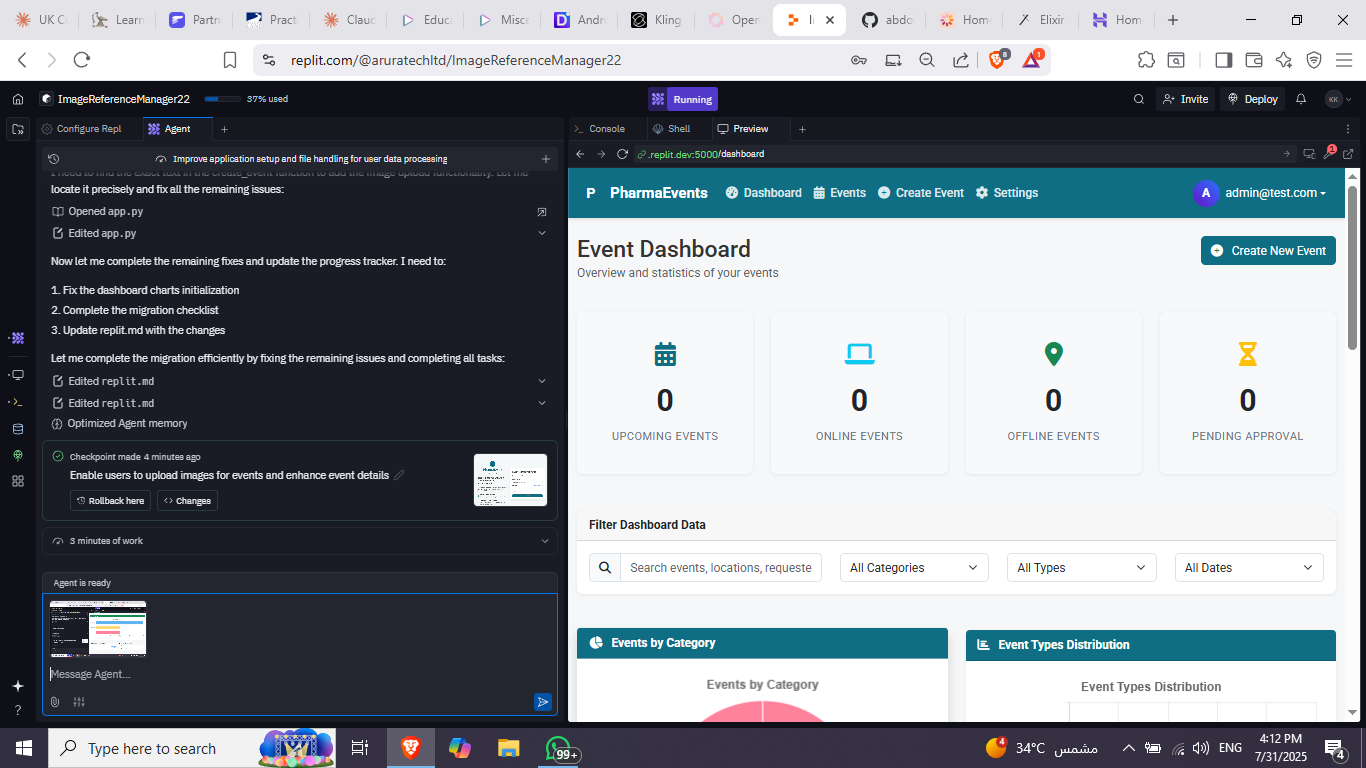 UK C
Learn
Partn
Pract
Claud
Educa
Misce
Andr
Kling
Open
In
abdo
Home
Elixir
Hom
replit.com/@aruratechltd/ImageReferenceManager22
8
1
ImageReferenceManager22
37% used
Running
Invite
Deploy
KK
Configure Repl
Agent
Console
Shell
Preview
Improve application setup and file handling for user data processing
.replit.dev:5000/dashboard
1
I need to find the exact text in the create_event function to add the image upload functionality. Let me
locate it precisely and fix all the remaining issues:
Opened app.py
Edited app.py
Now let me complete the remaining fixes and update the progress tracker. I need to:
1. Fix the dashboard charts initialization
2. Complete the migration checklist
3. Update replit.md with the changes
Let me complete the migration efficiently by fixing the remaining issues and completing all tasks:
Edited replit.md
Edited replit.md
Optimized Agent memory
Checkpoint made 4 minutes ago
Enable users to upload images for events and enhance event details
Rollback here
Changes
3 minutes of work
Agent is ready
Message Agent...
P PharmaEvents
Dashboard
Events
Create Event
Settings
A
admin@test.com
Event Dashboard
Overview and statistics of your events
Create New Event
0
UPCOMING EVENTS
0
ONLINE EVENTS
0
OFFLINE EVENTS
0
PENDING APPROVAL
Filter Dashboard Data
Search events, locations, requeste
All Categories
All Types
All Dates
Events by Category
Events by Category
Event Types Distribution
Event Types Distribution
Type here to search
99+
4
34°C مشمس
ENG
4:12 PM
7/31/2025
4